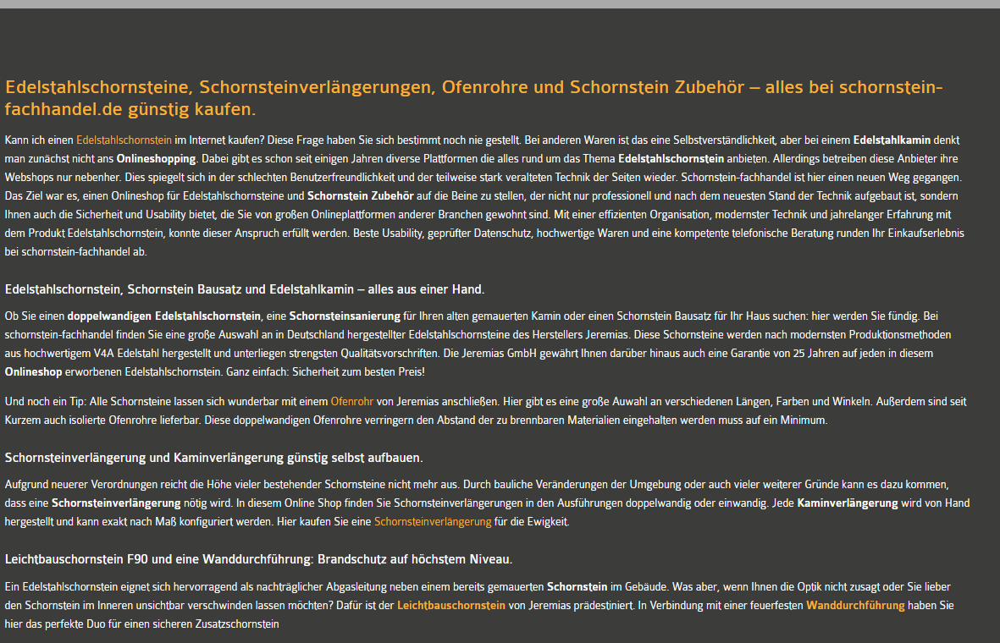 Edelstahlschornsteine, Schornsteinverlängerungen, Ofenrohre und Schornstein Zubehör – alles bei schornstein-
fachhandel.de günstig kaufen.
Kann ich einen Edelstahlschornstein im Internet kaufen? Diese Frage haben Sie sich bestimmt noch nie gestellt. Bei anderen Waren ist das eine Selbstverständlichkeit, aber bei einem Edelstahlkamin denkt
man zunächst nicht ans Onlineshopping. Dabei gibt es schon seit einigen Jahren diverse Plattformen die alles rund um das Thema Edelstahlschornstein anbieten. Allerdings betreiben diese Anbieter ihre
Webshops nur nebenher. Dies spiegelt sich in der schlechten Benutzerfreundlichkeit und der teilweise stark veralteten Technik der Seiten wieder. Schornstein-fachhandel ist hier einen neuen Weg gegangen.
Das Ziel war es, einen Onlineshop für Edelstahlschornsteine und Schornstein Zubehör auf die Beine zu stellen, der nicht nur professionell und nach dem neuesten Stand der Technik aufgebaut ist, sondern
Ihnen auch die Sicherheit und Usability bietet, die Sie von großen Onlineplattformen anderer Branchen gewohnt sind. Mit einer effizienten Organisation, modernster Technik und jahrelanger Erfahrung mit
dem Produkt Edelstahlschornstein, konnte dieser Anspruch erfüllt werden. Beste Usability, geprüfter Datenschutz, hochwertige Waren und eine kompetente telefonische Beratung runden Ihr Einkaufserlebnis
bei schornstein-fachhandel ab.
Edelstahlschornstein, Schornstein Bausatz und Edelstahlkamin – alles aus einer Hand.
Ob Sie einen doppelwandigen Edelstahlschornstein, eine Schornsteinsanierung für Ihren alten gemauerten Kamin oder einen Schornstein Bausatz für Ihr Haus suchen: hier werden Sie fündig. Bei
schornstein-fachhandel finden Sie eine große Auswahl an in Deutschland hergestellter Edelstahlschornsteine des Herstellers Jeremias. Diese Schornsteine werden nach modernsten Produktionsmethoden
aus hochwertigem V4A Edelstahl hergestellt und unterliegen strengsten Qualitätsvorschriften. Die Jeremias GmbH gewährt Ihnen darüber hinaus auch eine Garantie von 25 Jahren auf jeden in diesem
Onlineshop erworbenen Edelstahlschornstein. Ganz einfach: Sicherheit zum besten Preis!
Und noch ein Tip: Alle Schornsteine lassen sich wunderbar mit einem Ofenrohr von Jeremias anschließen. Hier gibt es eine große Auwahl an verschiedenen Längen, Farben und Winkeln. Außerdem sind seit
Kurzem auch isolierte Ofenrohre lieferbar. Diese doppelwandigen Ofenrohre verringern den Abstand der zu brennbaren Materialien eingehalten werden muss auf ein Minimum.
Schornsteinverlängerung und Kaminverlängerung günstig selbst aufbauen.
Aufgrund neuerer Verordnungen reicht die Höhe vieler bestehender Schornsteine nicht mehr aus. Durch bauliche Veränderungen der Umgebung oder auch vieler weiterer Gründe kann es dazu kommen,
dass eine Schornsteinverlängerung nötig wird. In diesem Online Shop finden Sie Schornsteinverlängerungen in den Ausführungen doppelwandig oder einwandig. Jede Kaminverlängerung wird von Hand
hergestellt und kann exakt nach Maß konfiguriert werden. Hier kaufen Sie eine Schornsteinverlängerung für die Ewigkeit.
Leichtbauschornstein F90 und eine Wanddurchführung: Brandschutz auf höchstem Niveau.
Ein Edelstahlschornstein eignet sich hervorragend als nachträglicher Abgasleitung neben einem bereits gemauerten Schornstein im Gebäude. Was aber, wenn Ihnen die Optik nicht zusagt oder Sie lieber
den Schornstein im Inneren unsichtbar verschwinden lassen möchten? Dafür ist der Leichtbauschornstein von Jeremias prädestiniert. In Verbindung mit einer feuerfesten Wanddurchführung haben Sie
hier das perfekte Duo für einen sicheren Zusatzschornstein